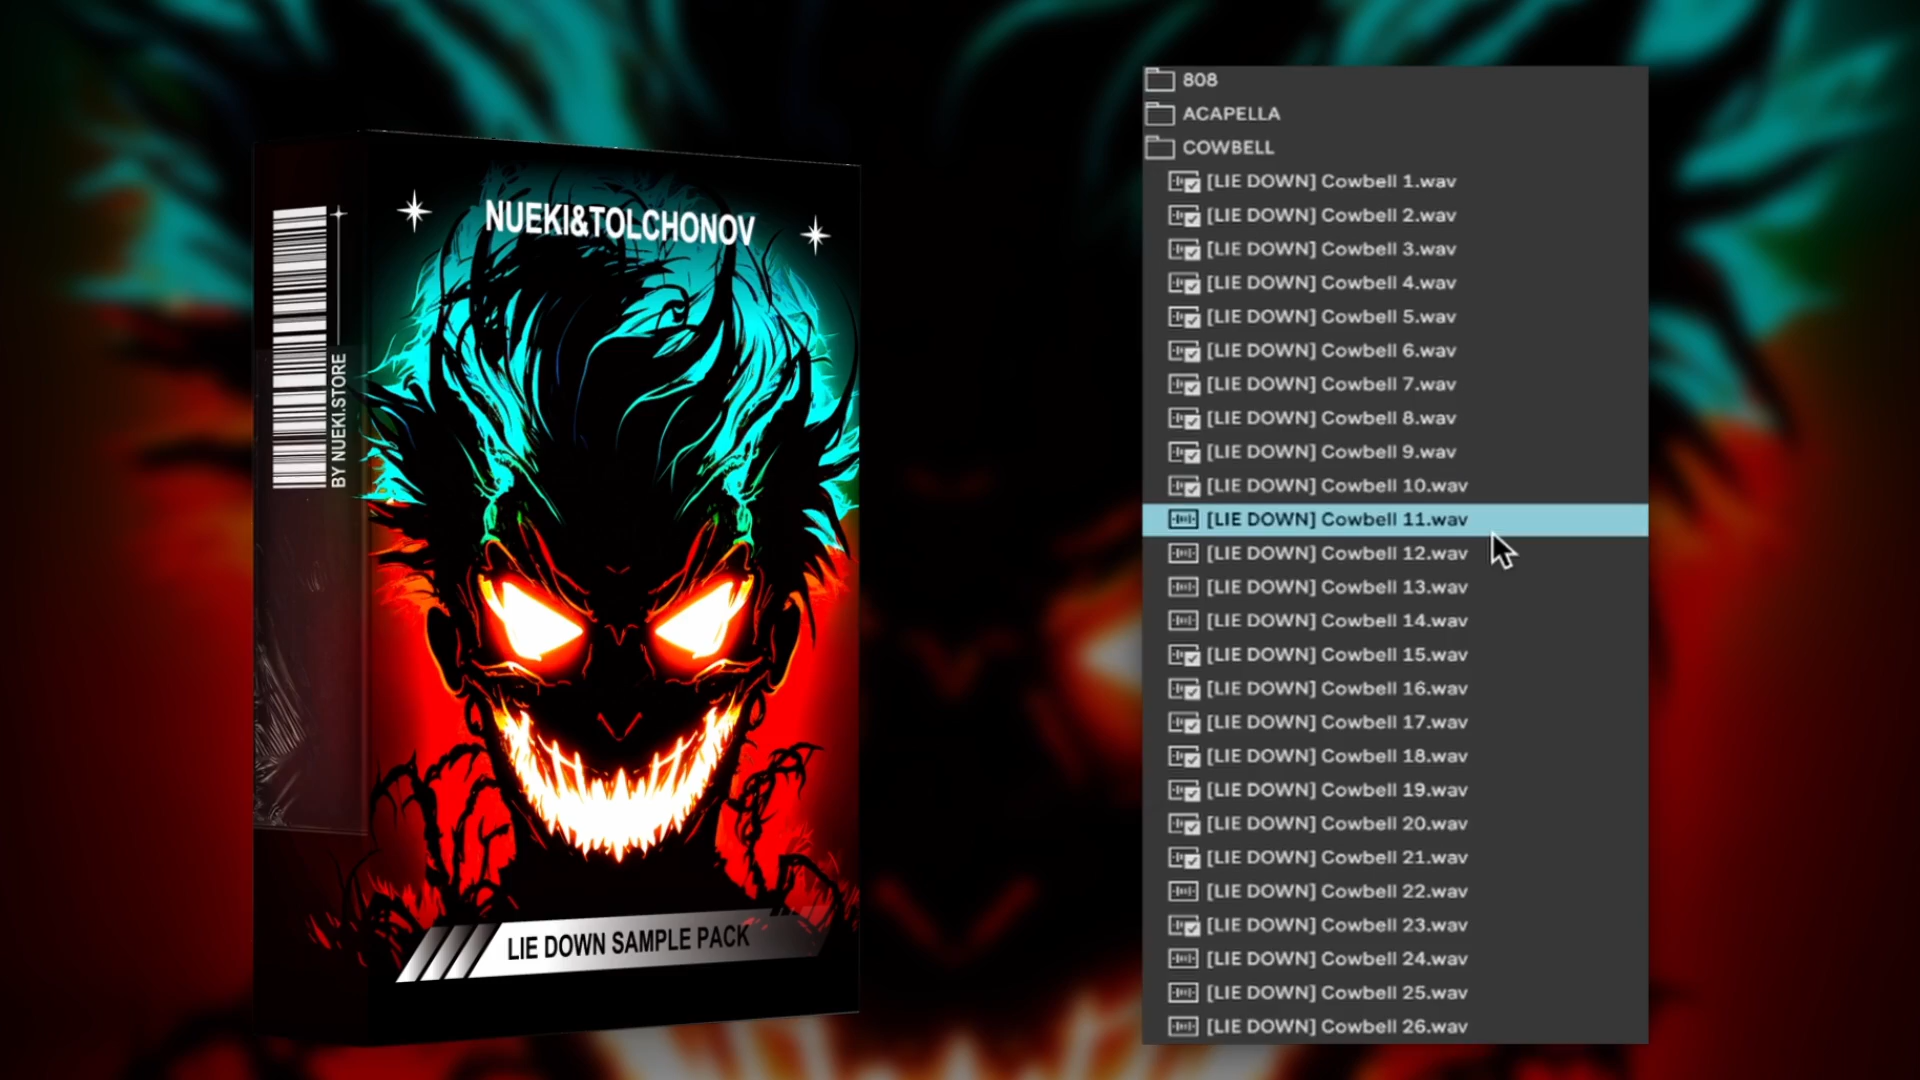 NUEKI&TOLCHONOV
BY NUEKI.STORE
LIE DOWN SAMPLE PACK
808
ACAPELLA
COWBELL
[LIE DOWN] Cowbell 1.wav
[LIE DOWN] Cowbell 2.wav
[LIE DOWN] Cowbell 3.wav
[LIE DOWN] Cowbell 4.wav
[LIE DOWN] Cowbell 5.wav
[LIE DOWN] Cowbell 6.wav
[LIE DOWN] Cowbell 7.wav
[LIE DOWN] Cowbell 8.wav
[LIE DOWN] Cowbell 9.wav
[LIE DOWN] Cowbell 10.wav
[LIE DOWN] Cowbell 11.wav
[LIE DOWN] Cowbell 12.wav
[LIE DOWN] Cowbell 13.wav
[LIE DOWN] Cowbell 14.wav
[LIE DOWN] Cowbell 15.wav
[LIE DOWN] Cowbell 16.wav
[LIE DOWN] Cowbell 17.wav
[LIE DOWN] Cowbell 18.wav
[LIE DOWN] Cowbell 19.wav
[LIE DOWN] Cowbell 20.wav
[LIE DOWN] Cowbell 21.wav
[LIE DOWN] Cowbell 22.wav
[LIE DOWN] Cowbell 23.wav
[LIE DOWN] Cowbell 24.wav
[LIE DOWN] Cowbell 25.wav
[LIE DOWN] Cowbell 26.wav